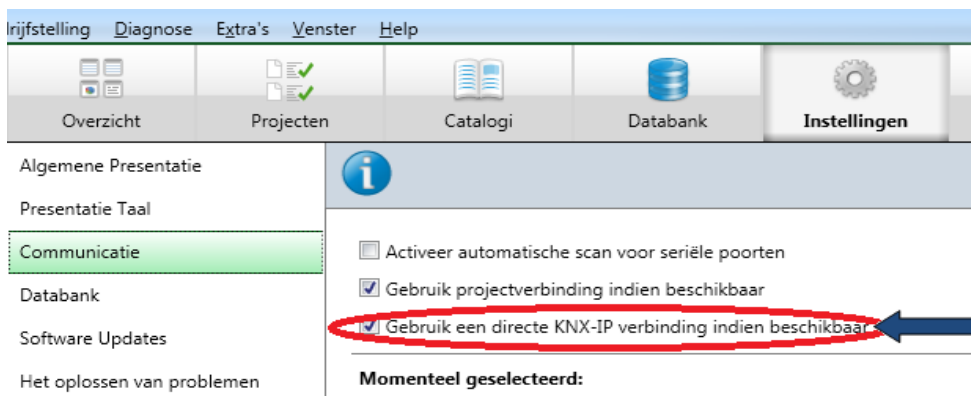 rijfstelling Diagnose Extra's Venster Help
Overzicht Projecten Catalogi Databank Instellingen
Algemene Presentatie
Presentatie Taal
Communicatie
Databank
Software Updates
Het oplossen van problemen
Activeer automatische scan voor seriële poorten
Gebruik projectverbinding indien beschikbaar
Gebruik een directe KNX-IP verbinding indien beschikbaar
Momenteel geselecteerd: